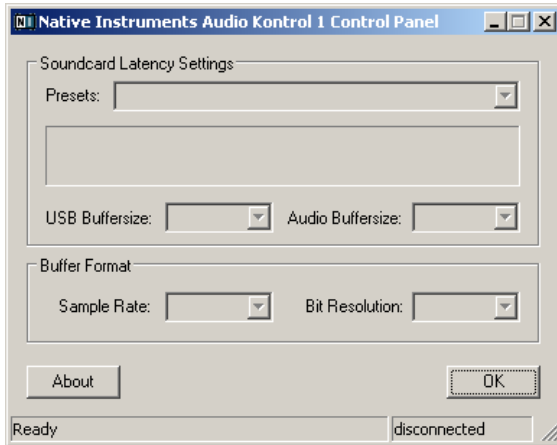 Native Instruments Audio Kontrol 1 Control Panel
Soundcard Latency Settings
Presets:
USB Buffersize: Audio Buffersize:
Buffer Format
Sample Rate: Bit Resolution:
About OK
Ready disconnected